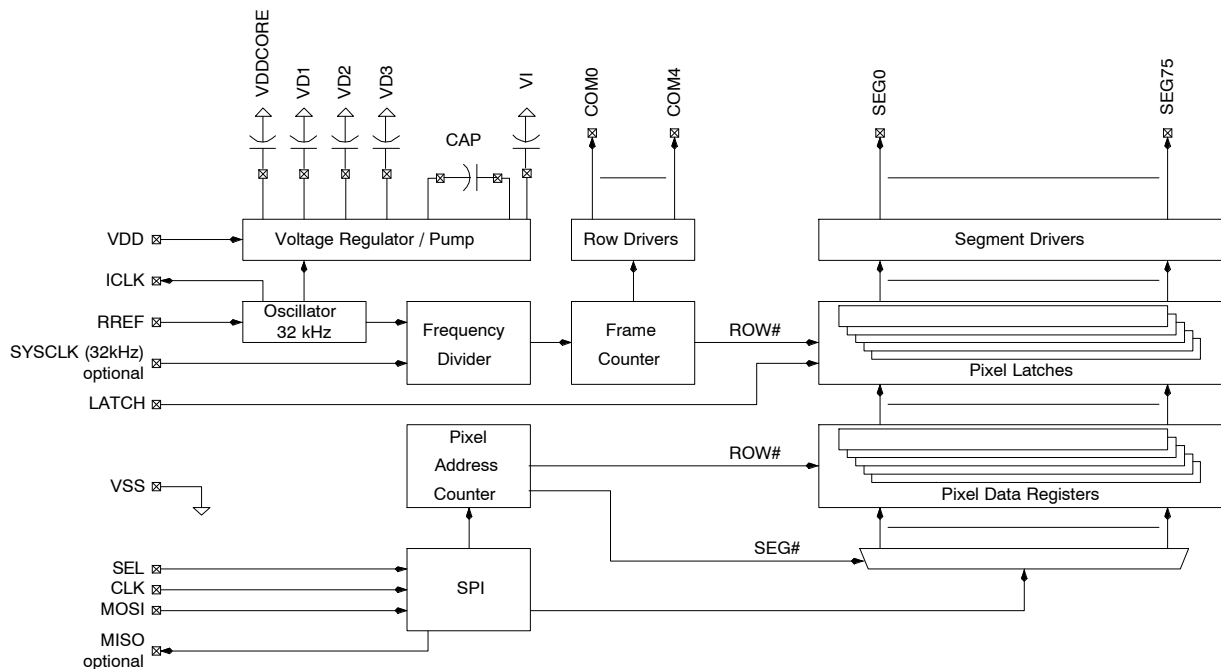 VDDCORE
VD1
VD2
VD3
CAP
VI
COM0
COM4
SEG0
SEG75
VDD
Voltage Regulator / Pump
Row Drivers
Segment Drivers
ICLK
RREF
Oscillator
32 kHz
SYSCLK (32kHz)
optional
Frequency
Divider
Frame
Counter
ROW#
Pixel Latches
LATCH
Pixel
Address
Counter
ROW#
Pixel Data Registers
VSS
SEG#
SEL
CLK
MOSI
SPI
MISO
optional